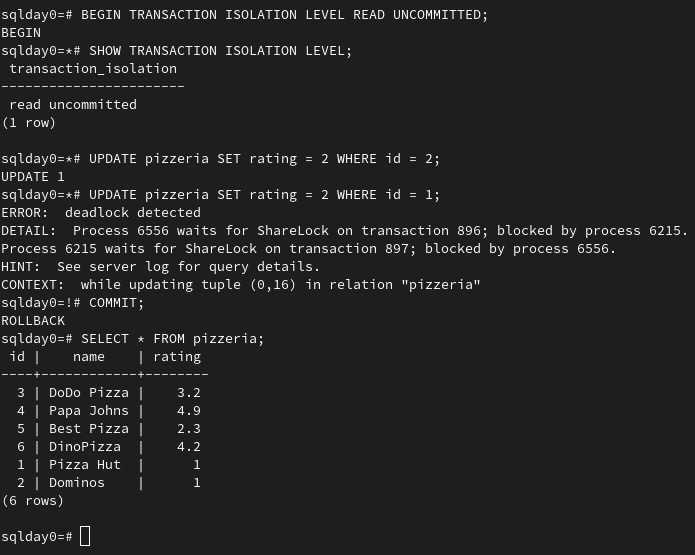 sqlday0=# BEGIN TRANSACTION ISOLATION LEVEL READ UNCOMMITTED;
BEGIN
sqlday0=*# SHOW TRANSACTION ISOLATION LEVEL;
 transaction_isolation
-----------------------
 read uncommitted
(1 row)

sqlday0=*# UPDATE pizzeria SET rating = 2 WHERE id = 2;
UPDATE 1
sqlday0=*# UPDATE pizzeria SET rating = 2 WHERE id = 1;
ERROR:  deadlock detected
DETAIL:  Process 6556 waits for ShareLock on transaction 896; blocked by process 6215.
Process 6215 waits for ShareLock on transaction 897; blocked by process 6556.
HINT:  See server log for query details.
CONTEXT:  while updating tuple (0,16) in relation "pizzeria"
sqlday0=!# COMMIT;
ROLLBACK
sqlday0=# SELECT * FROM pizzeria;
 id |    name    | rating
----+------------+--------
  3 | DoDo Pizza |    3.2
  4 | Papa Johns |    4.9
  5 | Best Pizza |    2.3
  6 | DinoPizza  |    4.2
  1 | Pizza Hut  |      1
  2 | Dominos    |      1
(6 rows)

sqlday0=#